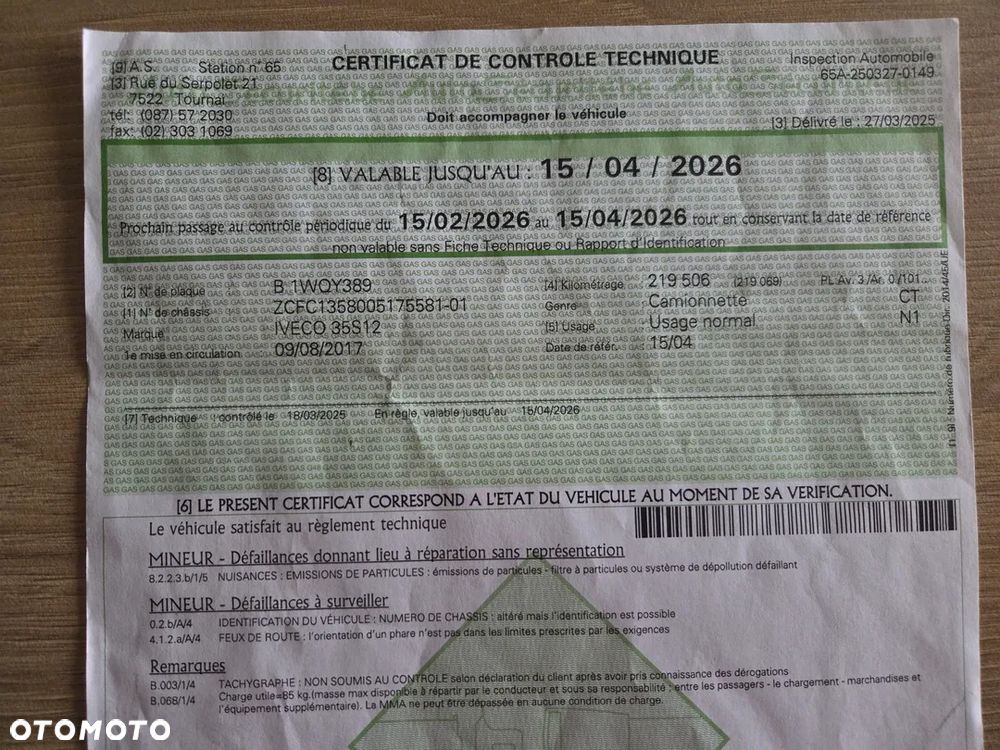 CERTIFICAT DE CONTROLE TECHNIQUE
[9] A.S. Station n° 65
[3] Rue du Serpolet 21
7522 Tournai
tél: (087) 57 2030
fax: (02) 303 1069
Doit accompagner le véhicule
Inspection Automobile
65A-250327-0149
[3] Délivré le : 27/03/2025
[8] VALABLE JUSQU'AU : 15 / 04 / 2026
Prochain passage au contrôle périodique du 15/02/2026 au 15/04/2026 tout en conservant la date de référence
non valable sans Fiche Technique ou Rapport d'Identification
[2] N° de plaque B 1WQY389
[1] N° de châssis ZCFC1358005175581-01
Marque IVECO 35S12
1e mise en circulation 09/08/2017
[4] Kilométrage : 219 506 (219 069) PL Av. 3/Ar. 0/101..
Genre Camionnette CT
[5] Usage : Usage normal N1
Date de référ. 15/04
[7] Technique contrôlé le 18/03/2025 En règle, valable jusqu'au 15/04/2026
[6] LE PRESENT CERTIFICAT CORRESPOND A L'ETAT DU VEHICULE AU MOMENT DE SA VERIFICATION.
Le véhicule satisfait au règlement technique
MINEUR - Défaillances donnant lieu à réparation sans représentation
8.2.2.3.b/1/5 NUISANCES : EMISSIONS DE PARTICULES : émissions de particules - filtre à particules ou système de dépollution défaillant
MINEUR - Défaillances à surveiller
0.2.b/A/4 IDENTIFICATION DU VÉHICULE : NUMERO DE CHASSIS : altéré mais l'identification est possible
4.1.2.a/A/4 FEUX DE ROUTE : l'orientation d'un phare n'est pas dans les limites prescrites par les exigences
Remarques
B.003/1/4 TACHYGRAPHE : NON SOUMIS AU CONTROLE selon déclaration du client après avoir pris connaissance des dérogations
B.068/1/4 Charge utile=85 kg.(masse max disponible à répartir par le conducteur et sous sa responsabilité : entre les passagers - le chargement - marchandises et
l'équipement supplémentaire). La MMA ne peut être dépassée en aucune condition de charge.
OTOMOTO